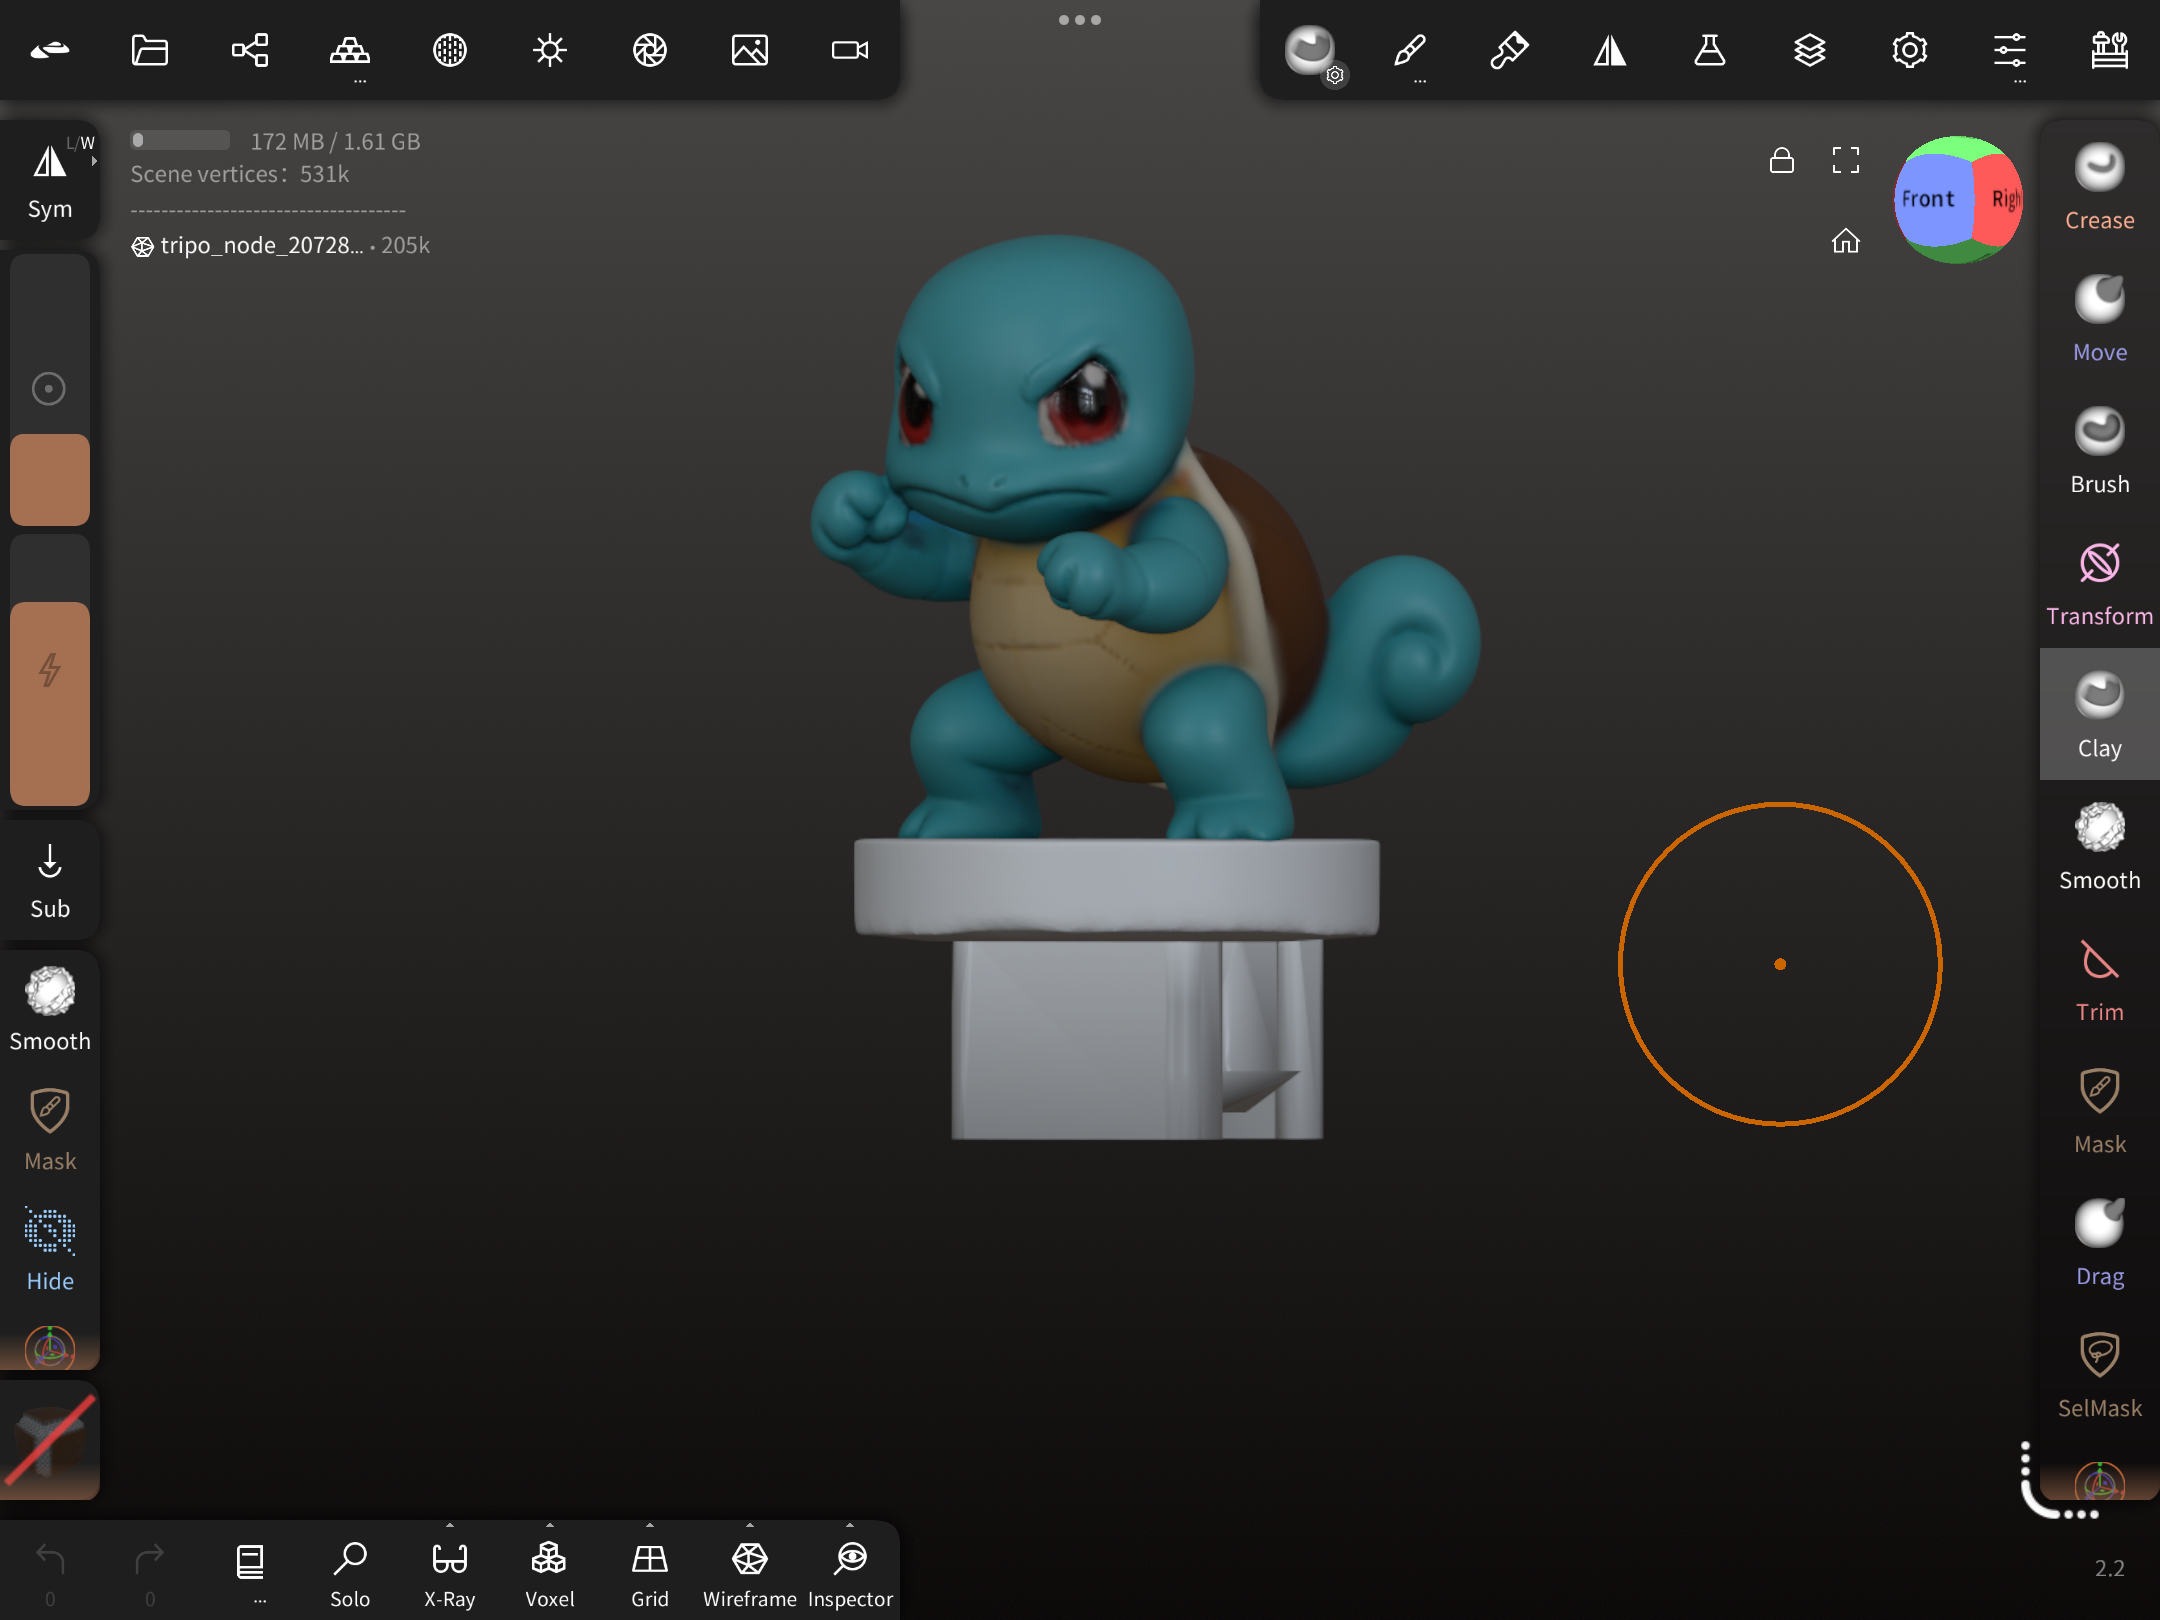 L/W
Sym
172 MB / 1.61 GB
Scene vertices: 531k
------------------------------------
tripo_node_20728... • 205k
Front
Righ
Crease
Move
Brush
Transform
Clay
Smooth
Trim
Mask
Drag
SelMask
Sub
Smooth
Mask
Hide
0
0
...
Solo
X-Ray
Voxel
Grid
Wireframe
Inspector
2.2